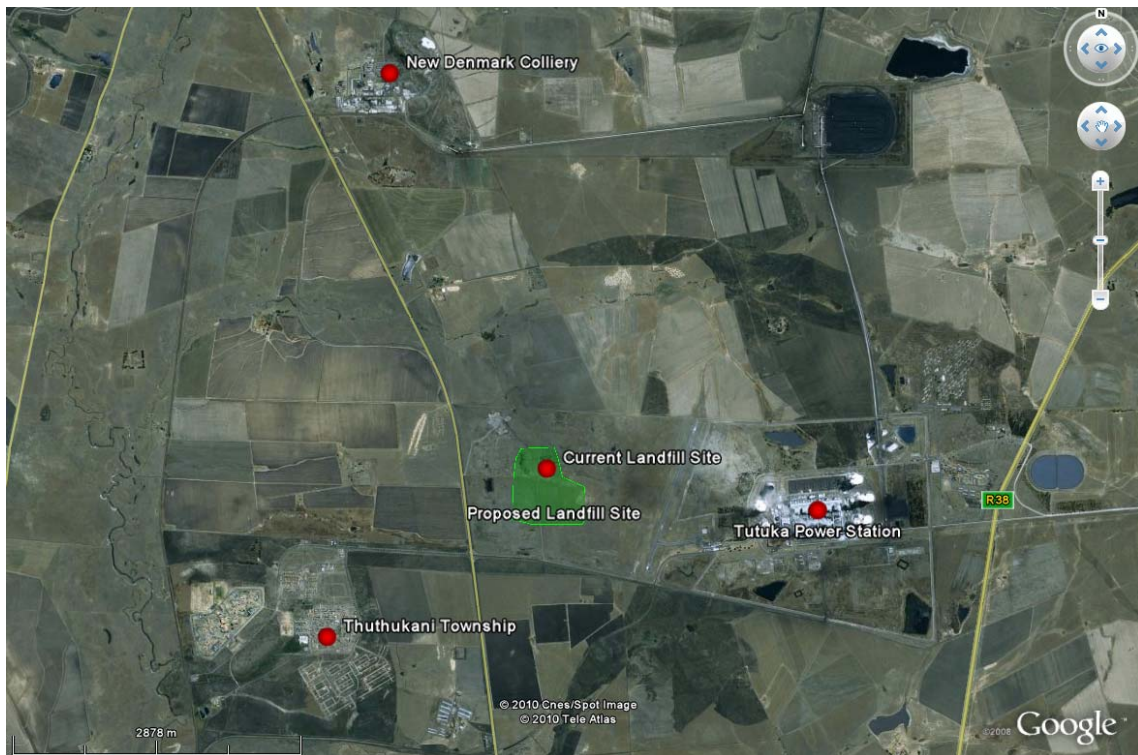 N
New Denmark Colliery
Current Landfill Site
Proposed Landfill Site
R38
Tutuka Power Station
Thuthukani Township
© 2010 Cnes/Spot Image
© 2010 Tele Atlas
2878 m
©2008 Google